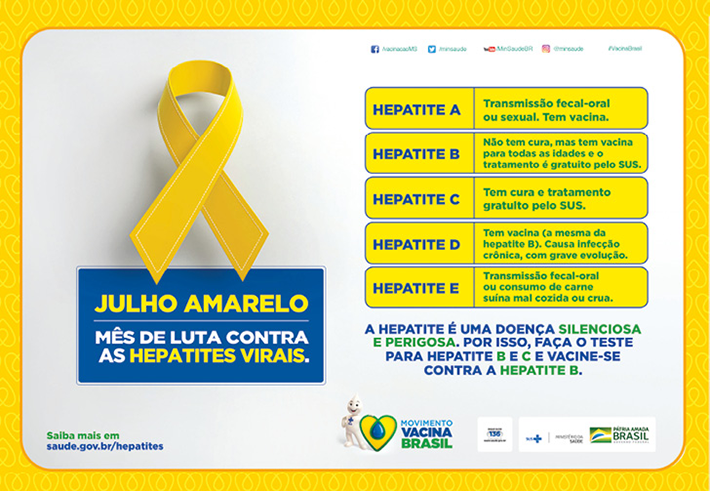 /vacinacaoMS /minsaude /MinSaudeBR @minsaude #VacinaBrasil
HEPATITE A
Transmissão fecal-oral
ou sexual. Tem vacina.
HEPATITE B
Não tem cura, mas tem vacina
para todas as idades e o
tratamento é gratuito pelo SUS.
HEPATITE C
Tem cura e tratamento
gratuito pelo SUS.
HEPATITE D
Tem vacina (a mesma da
hepatite B). Causa infecção
crônica, com grave evolução.
HEPATITE E
Transmissão fecal-oral
ou consumo de carne
suína mal cozida ou crua.
JULHO AMARELO
MÊS DE LUTA CONTRA
AS HEPATITES VIRAIS.
A HEPATITE É UMA DOENÇA SILENCIOSA
E PERIGOSA. POR ISSO, FAÇA O TESTE
PARA HEPATITE B E C E VACINE-SE
CONTRA A HEPATITE B.
Saiba mais em
saude.gov.br/hepatites
MOVIMENTO
VACINA
BRASIL
136
SUS
MINISTÉRIO DA
SAÚDE
PÁTRIA AMADA
BRASIL
GOVERNO FEDERAL